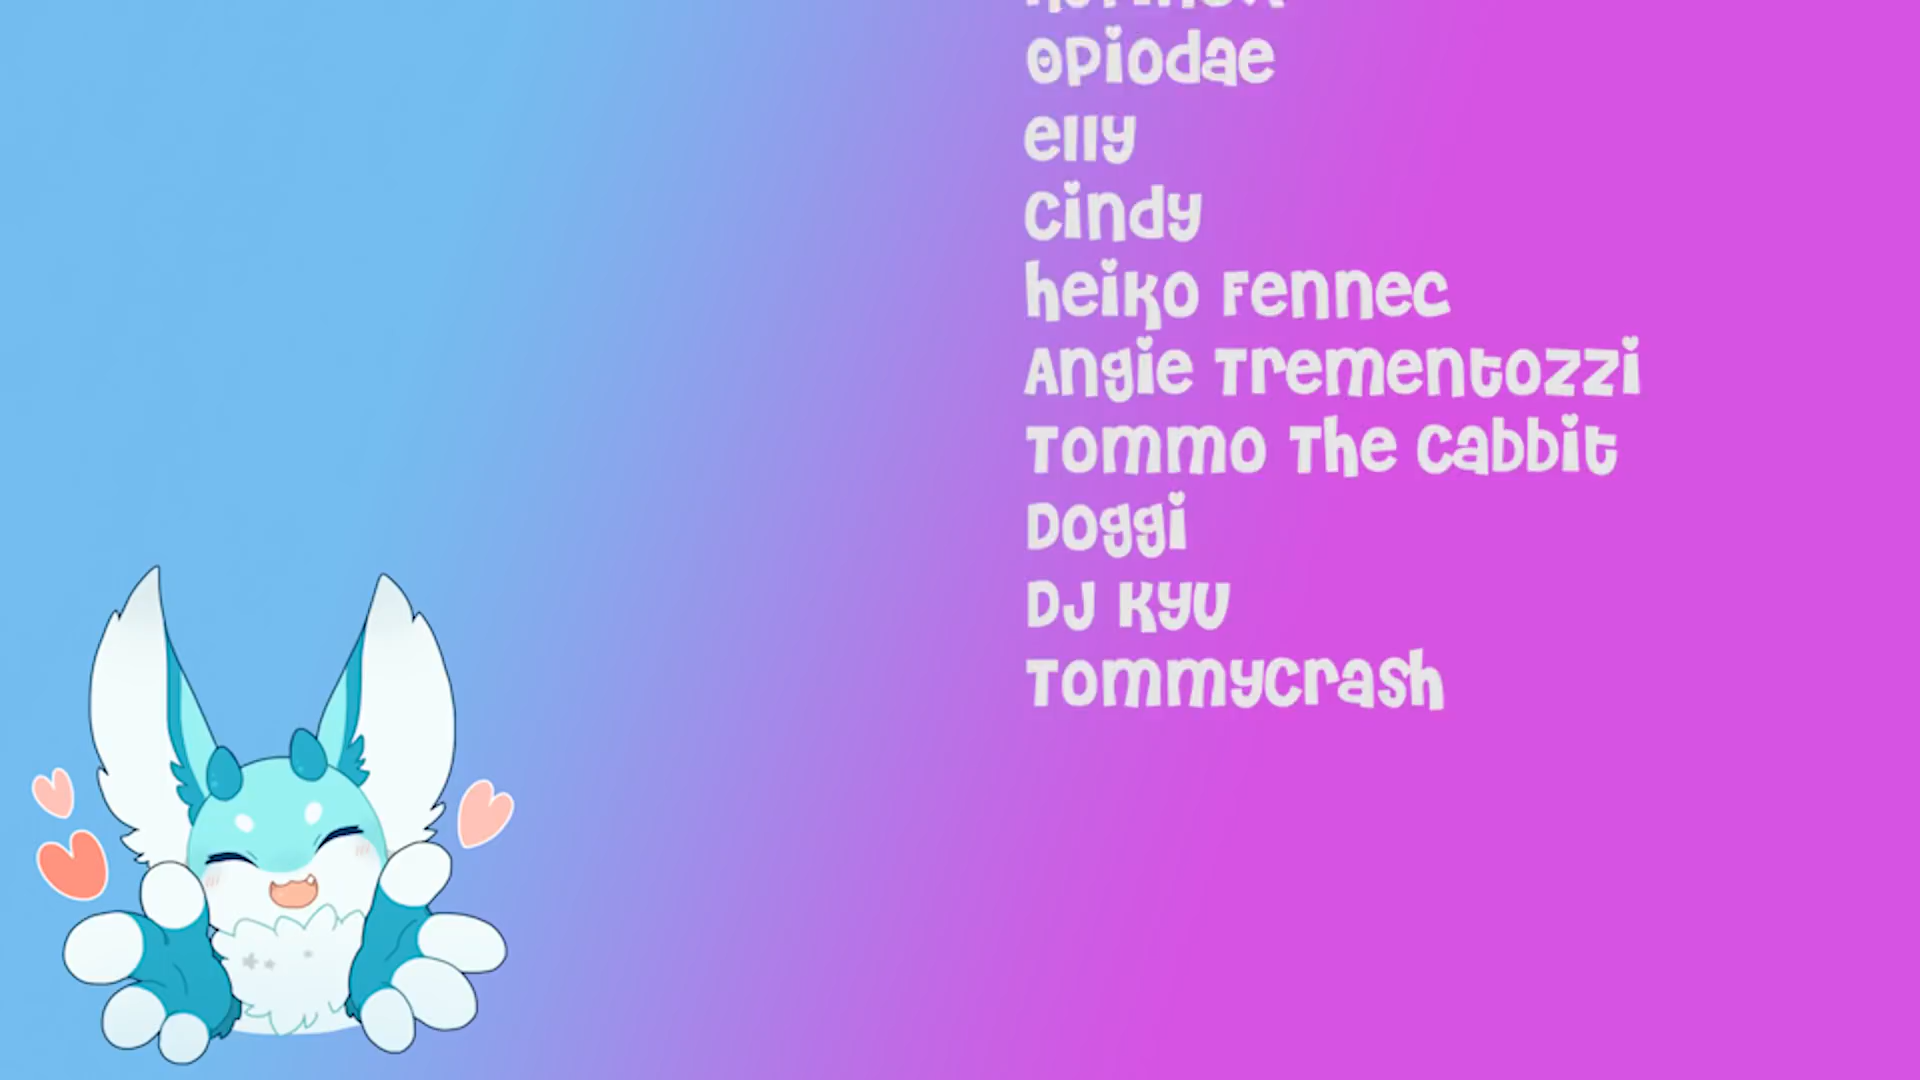 Opiodae
Elly
Cindy
Heiko Fennec
Angie Trementozzi
Tommo The Cabbit
Doggi
DJ Kyu
TommyCrash